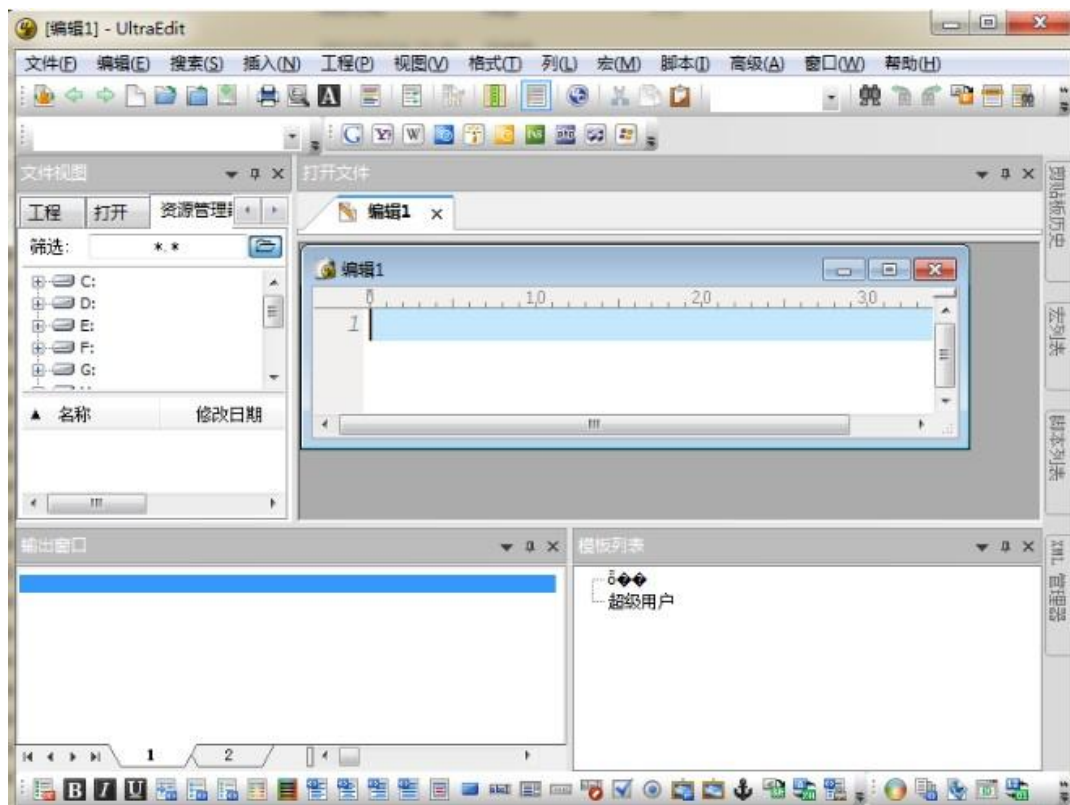 [编辑1] - UltraEdit
文件(F) 编辑(E) 搜索(S) 插入(N) 工程(P) 视图(V) 格式(T) 列(L) 宏(M) 脚本(I) 高级(A) 窗口(W) 帮助(H)
文件视图
打开文件
工程 打开 资源管理
编辑1
筛选: *.*
C:
D:
E:
F:
G:
名称 修改日期
编辑1
0 10 20 30
1
剪贴板历史
宏列表
脚本列表
XML 管理器
输出窗口
模板列表
超级用户
1 2
B I U